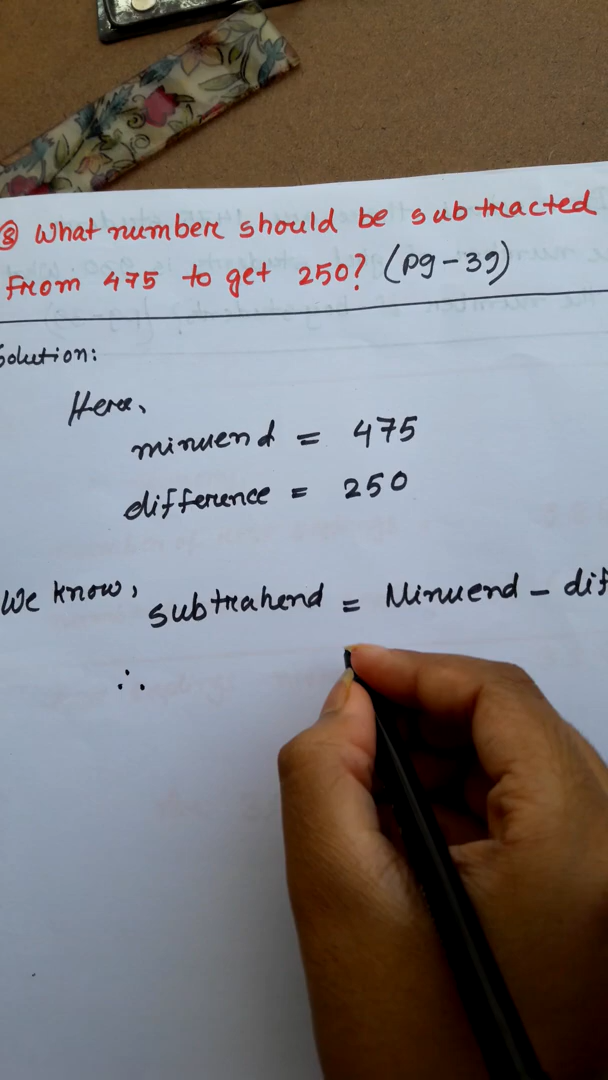 ③ What number should be subtracted
from 475 to get 250? (pg-39)
Solution:
Here,
minuend = 475
difference = 250
We know,
subtrahend = Minuend - dif
∴